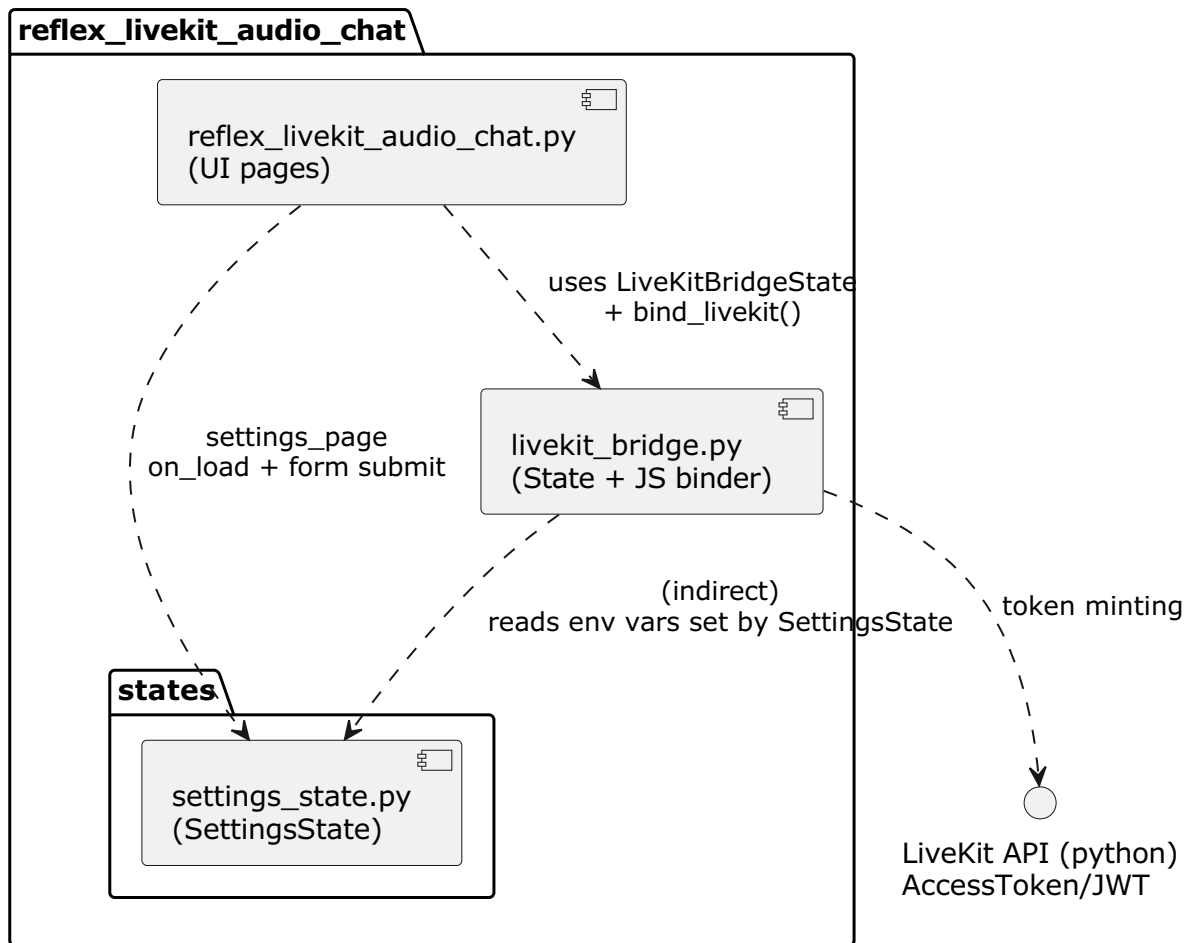 reflex_livekit_audio_chat
reflex_livekit_audio_chat.py
(UI pages)
uses LiveKitBridgeState
+ bind_livekit()
settings_page
on_load + form submit
livekit_bridge.py
(State + JS binder)
(indirect)
reads env vars set by SettingsState
token minting
states
settings_state.py
(SettingsState)
LiveKit API (python)
AccessToken/JWT